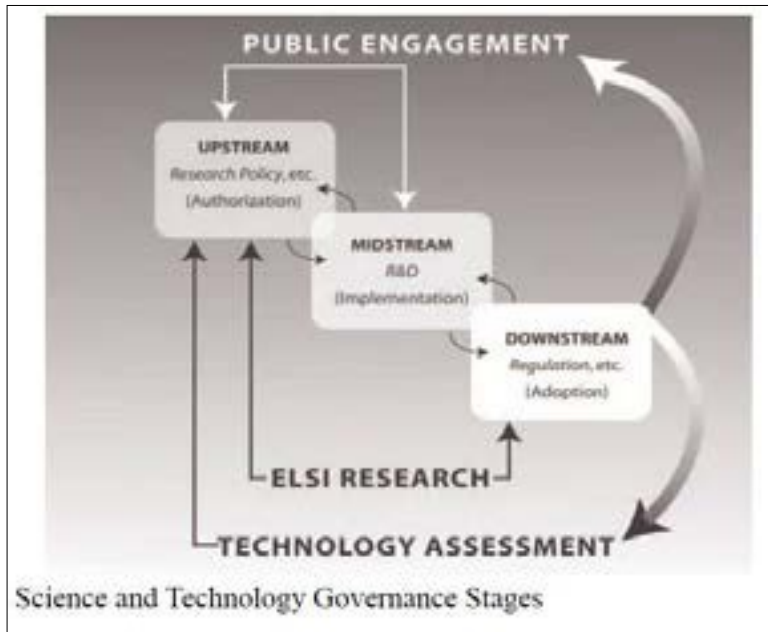 PUBLIC ENGAGEMENT
UPSTREAM
Research Policy, etc.
(Authorization)
MIDSTREAM
R&D
(Implementation)
DOWNSTREAM
Regulation, etc.
(Adoption)
ELSI RESEARCH
TECHNOLOGY ASSESSMENT
Science and Technology Governance Stages